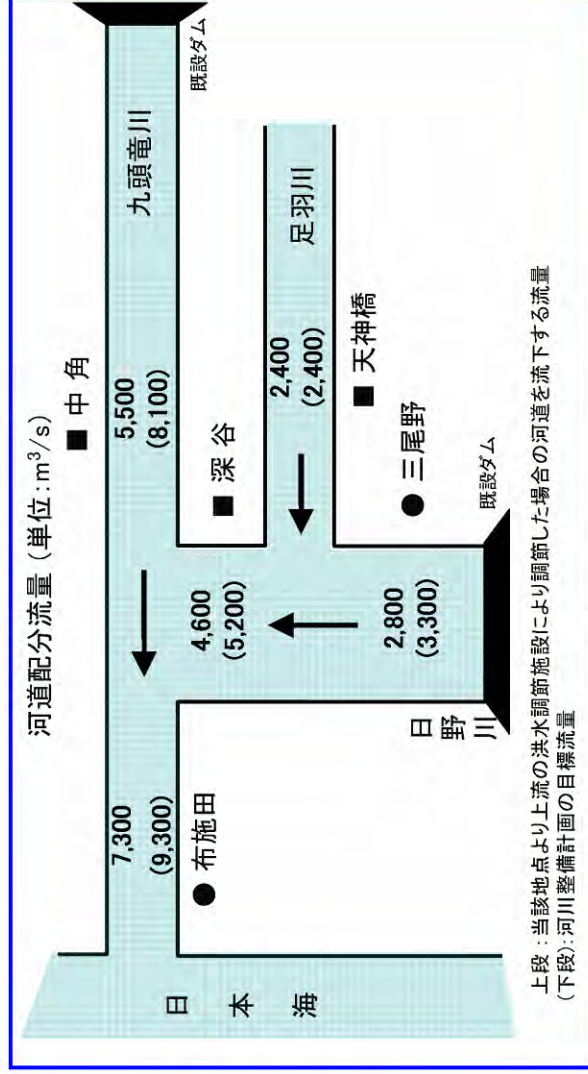 河道配分流量 (単位:m³/s)
■中 角
既設ダム
九頭竜川
5,500
(8,100)
7,300
(9,300)
●布施田
日 本 海
■深 谷
4,600
(5,200)
足羽川
2,400
(2,400)
■天神橋
●三尾野
2,800
(3,300)
日野川
既設ダム
上段:当該地点より上流の洪水調節施設により調節した場合の河道を流下する流量
(下段):河川整備計画の目標流量